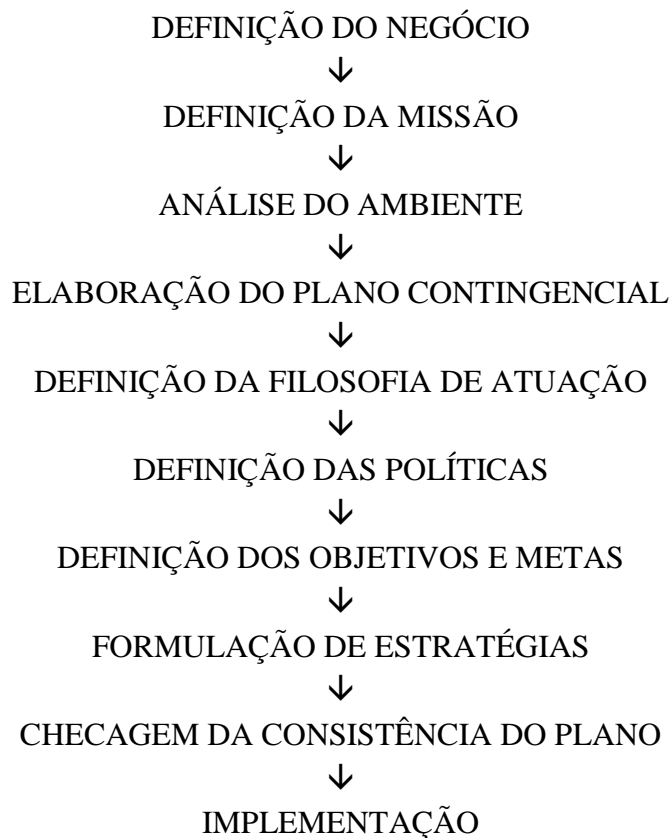 DEFINIÇÃO DO NEGÓCIO
↓
DEFINIÇÃO DA MISSÃO
↓
ANÁLISE DO AMBIENTE
↓
ELABORAÇÃO DO PLANO CONTINGENCIAL
↓
DEFINIÇÃO DA FILOSOFIA DE ATUAÇÃO
↓
DEFINIÇÃO DAS POLÍTICAS
↓
DEFINIÇÃO DOS OBJETIVOS E METAS
↓
FORMULAÇÃO DE ESTRATÉGIAS
↓
CHECAGEM DA CONSISTÊNCIA DO PLANO
↓
IMPLEMENTAÇÃO